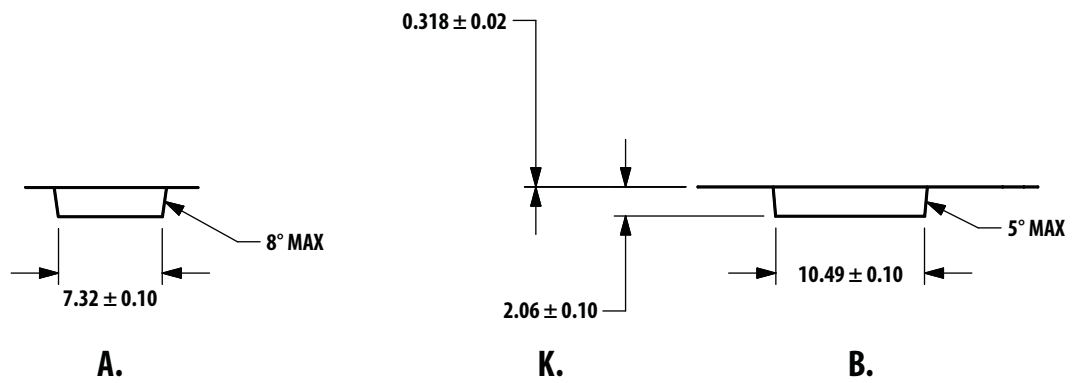 0.318 ± 0.02
8° MAX
5° MAX
7.32 ± 0.10
10.49 ± 0.10
2.06 ± 0.10
A.
K.
B.